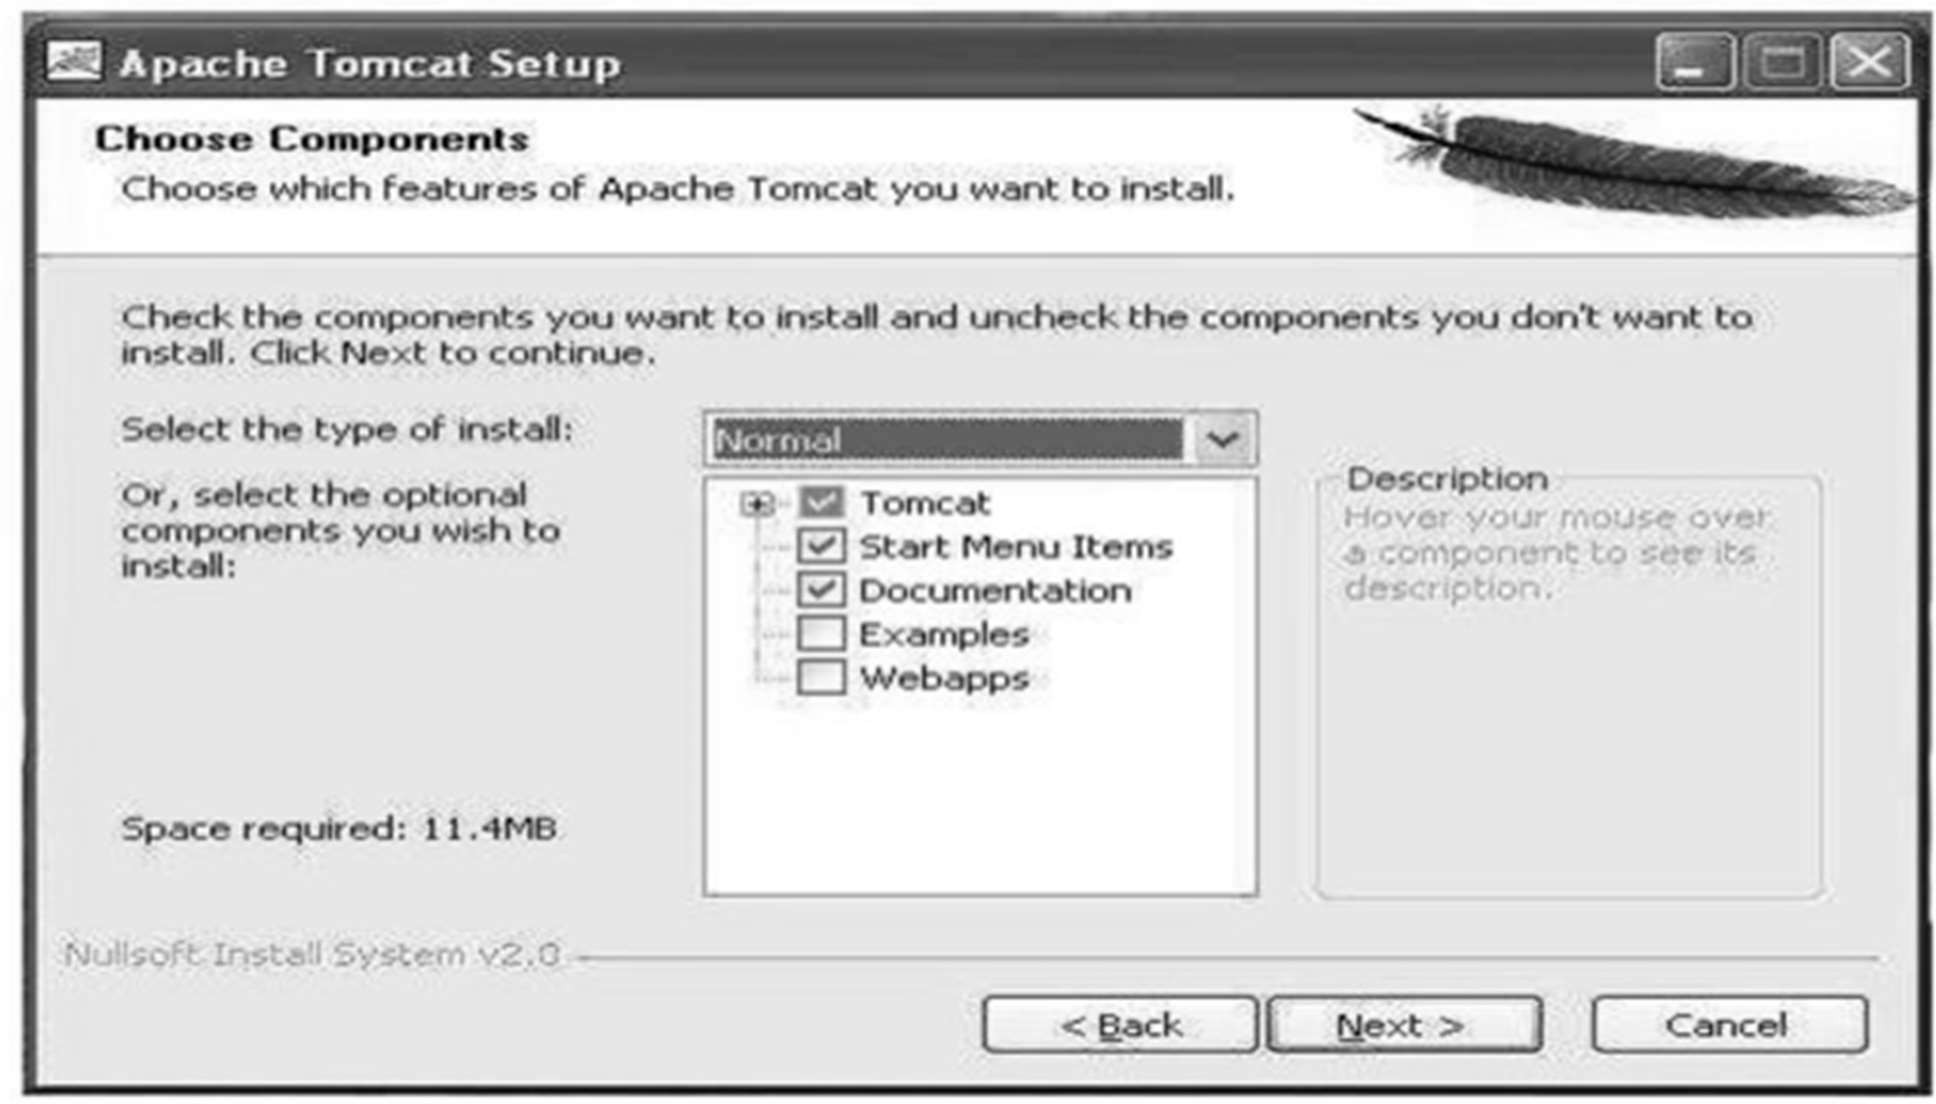 Apache Tomcat Setup
Choose Components
Choose which features of Apache Tomcat you want to install.
Check the components you want to install and uncheck the components you don't want to
install. Click Next to continue.
Select the type of install:
Normal
Or, select the optional
components you wish to
install:
Tomcat
Start Menu Items
Documentation
Examples
Webapps
Description
Hover your mouse over
a component to see its
description.
Space required: 11.4MB
Nullsoft Install System v2.0
< Back
Next >
Cancel